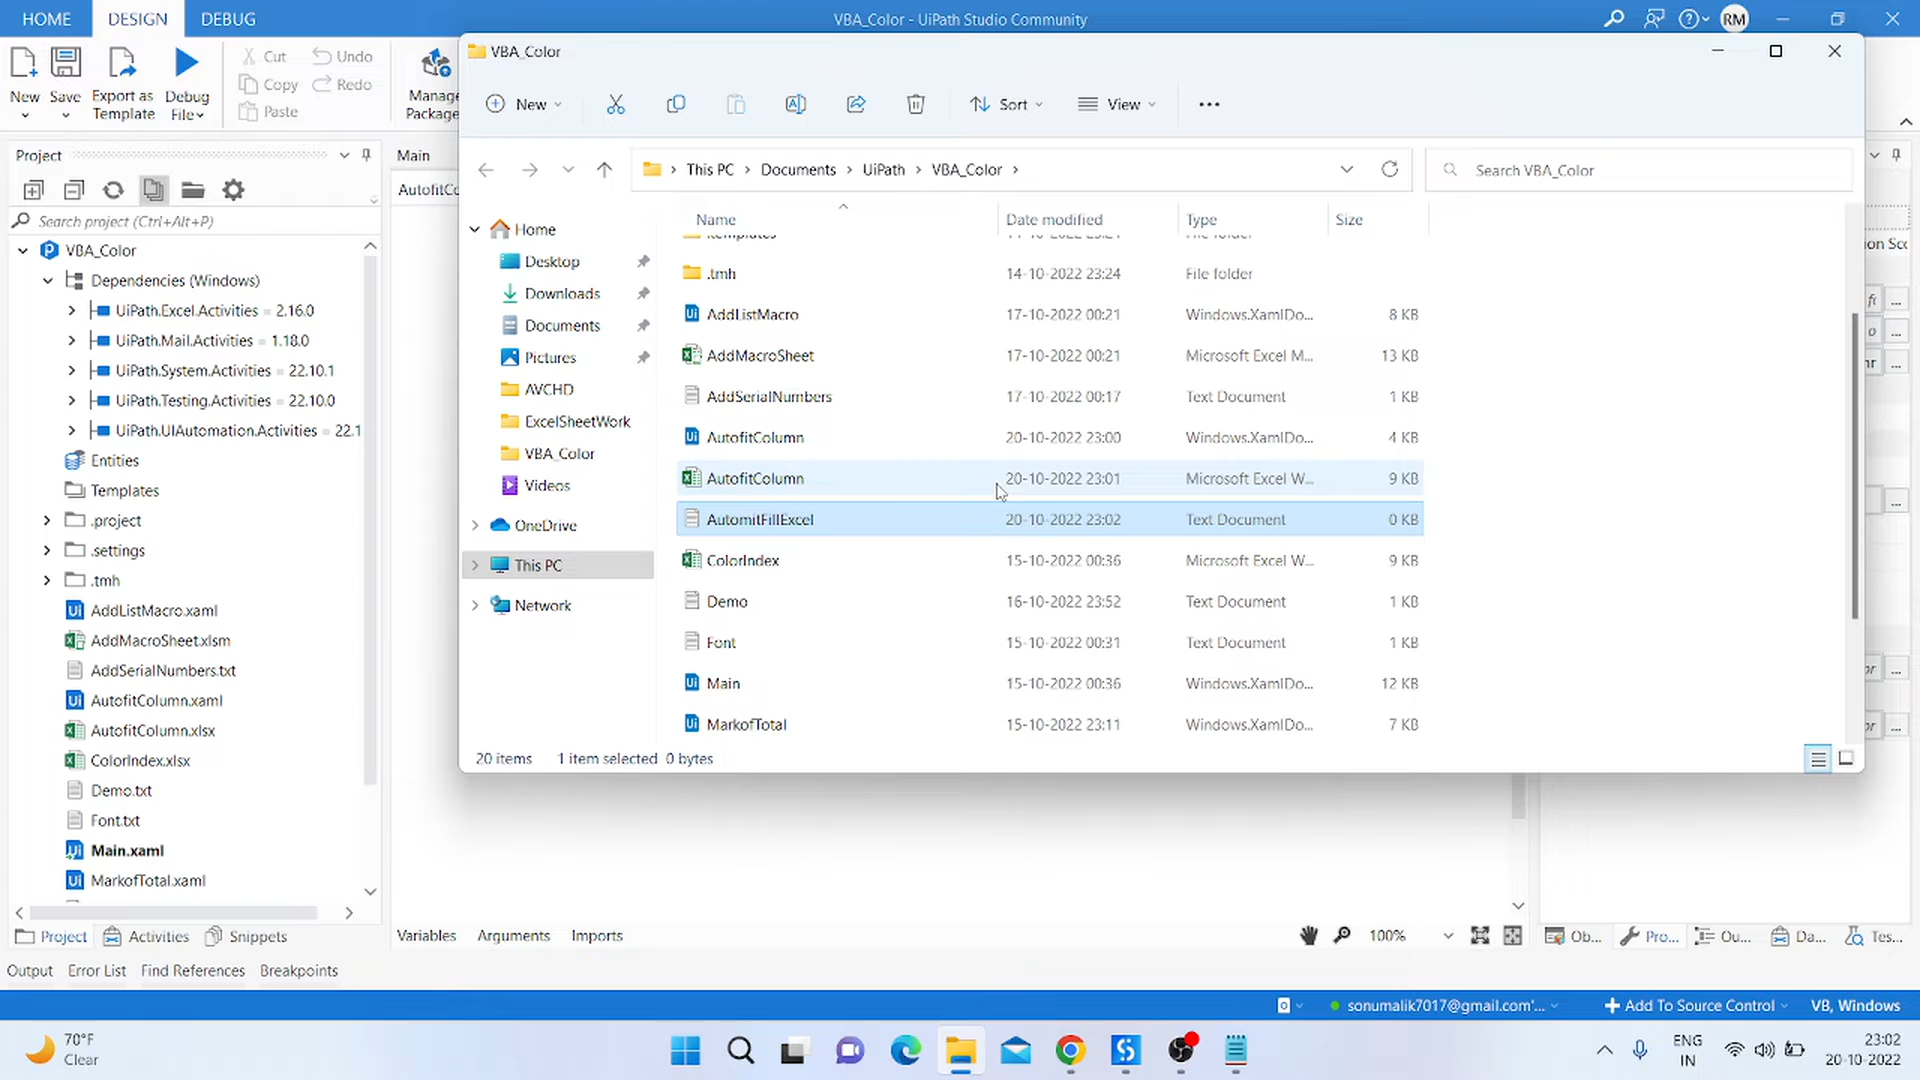 HOME DESIGN DEBUG VBA_Color - UiPath Studio Community RM
New Save Export as Template Debug File Cut Copy Paste Undo Redo Manage Package
Project
Search project (Ctrl+Alt+P)
VBA_Color
Dependencies (Windows)
UiPath.Excel.Activities = 2.16.0
UiPath.Mail.Activities = 1.18.0
UiPath.System.Activities = 22.10.1
UiPath.Testing.Activities = 22.10.0
UiPath.UIAutomation.Activities = 22.1
Entities
Templates
.project
.settings
.tmh
AddListMacro.xaml
AddMacroSheet.xlsm
AddSerialNumbers.txt
AutofitColumn.xaml
AutofitColumn.xlsx
ColorIndex.xlsx
Demo.txt
Font.txt
Main.xaml
MarkofTotal.xaml
Project Activities Snippets
Main
AutofitCo
VBA_Color
New Sort View
This PC > Documents > UiPath > VBA_Color >
Search VBA_Color
Home
Desktop
Downloads
Documents
Pictures
AVCHD
ExcelSheetWork
VBA_Color
Videos
OneDrive
This PC
Network
Name Date modified Type Size
.tmh 14-10-2022 23:24 File folder
AddListMacro 17-10-2022 00:21 Windows.XamlDo... 8 KB
AddMacroSheet 17-10-2022 00:21 Microsoft Excel M... 13 KB
AddSerialNumbers 17-10-2022 00:17 Text Document 1 KB
AutofitColumn 20-10-2022 23:00 Windows.XamlDo... 4 KB
AutofitColumn 20-10-2022 23:01 Microsoft Excel W... 9 KB
AutomitFillExcel 20-10-2022 23:02 Text Document 0 KB
ColorIndex 15-10-2022 00:36 Microsoft Excel W... 9 KB
Demo 16-10-2022 23:52 Text Document 1 KB
Font 15-10-2022 00:31 Text Document 1 KB
Main 15-10-2022 00:36 Windows.XamlDo... 12 KB
MarkofTotal 15-10-2022 23:11 Windows.XamlDo... 7 KB
20 items 1 item selected 0 bytes
on Sc
Variables Arguments Imports 100%
Ob... Pro... Ou... Da... Tes...
Output Error List Find References Breakpoints
sonumalik7017@gmail.com'... Add To Source Control VB, Windows
70°F
Clear
ENG
IN
23:02
20-10-2022